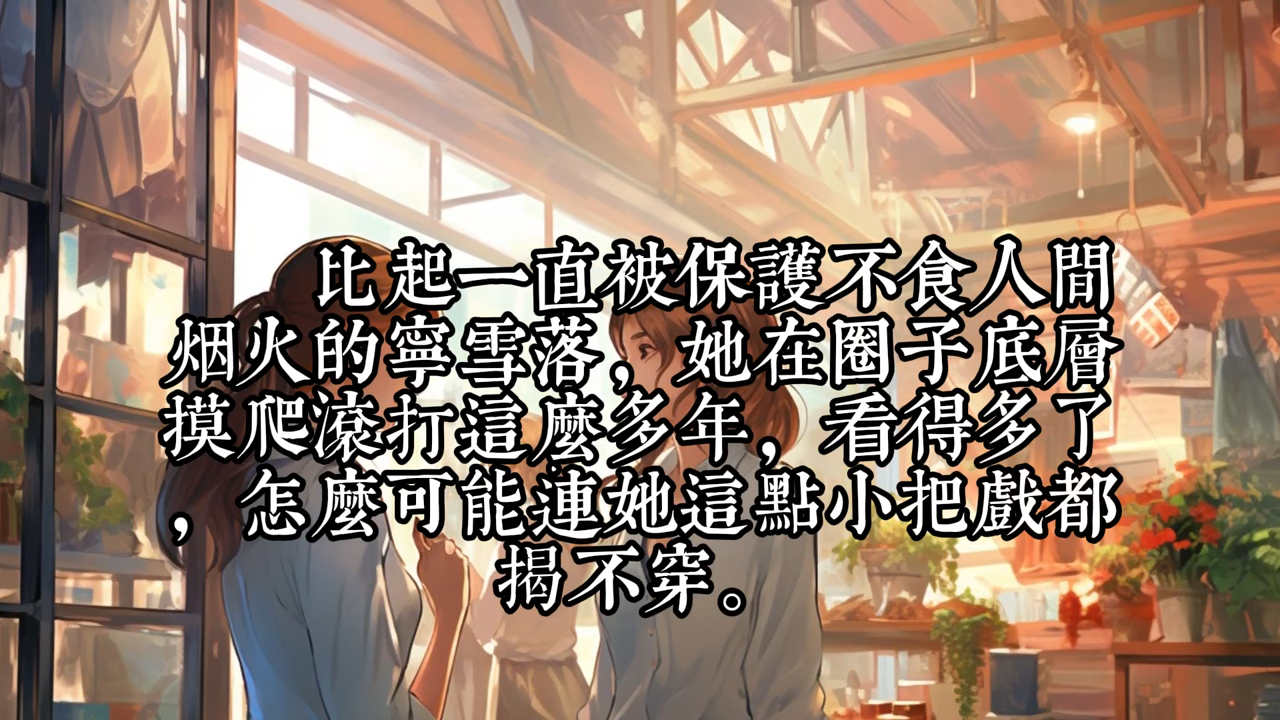 比起一直被保護不食人間
烟火的寧雪落，她在圈子底層
摸爬滾打這麼多年，看得多了
，怎麼可能連她這點小把戲都
揭不穿。